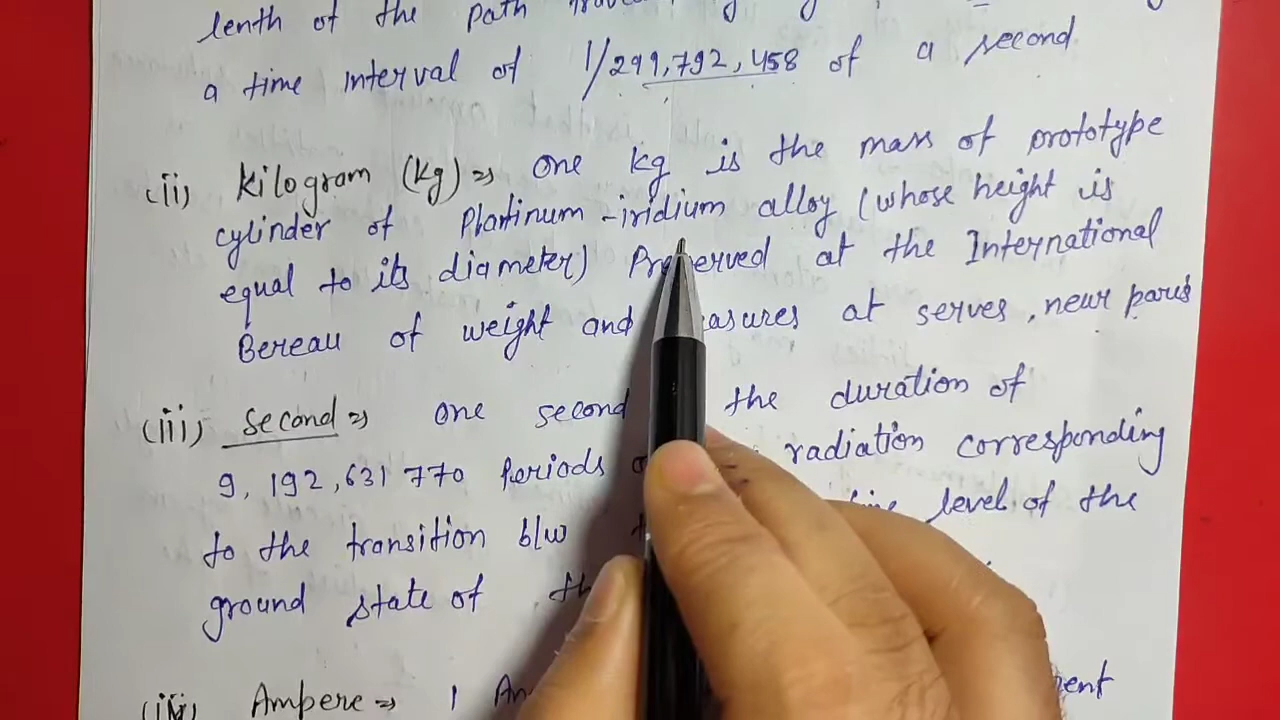 lenth of the path
a time interval of 1/299,792,458 of a second
(ii) Kilogram (kg) => One kg is the mass of prototype
cylinder of Platinum-iridium alloy (whose height is
equal to its diameter) Preserved at the International
Bereau of weight and measures at serves, near paris
(iii) Second => one second the duration of
9,192,631 770 Periods radiation corresponding
to the transition b/w level of the
ground state of
(iv) Ampere => 1